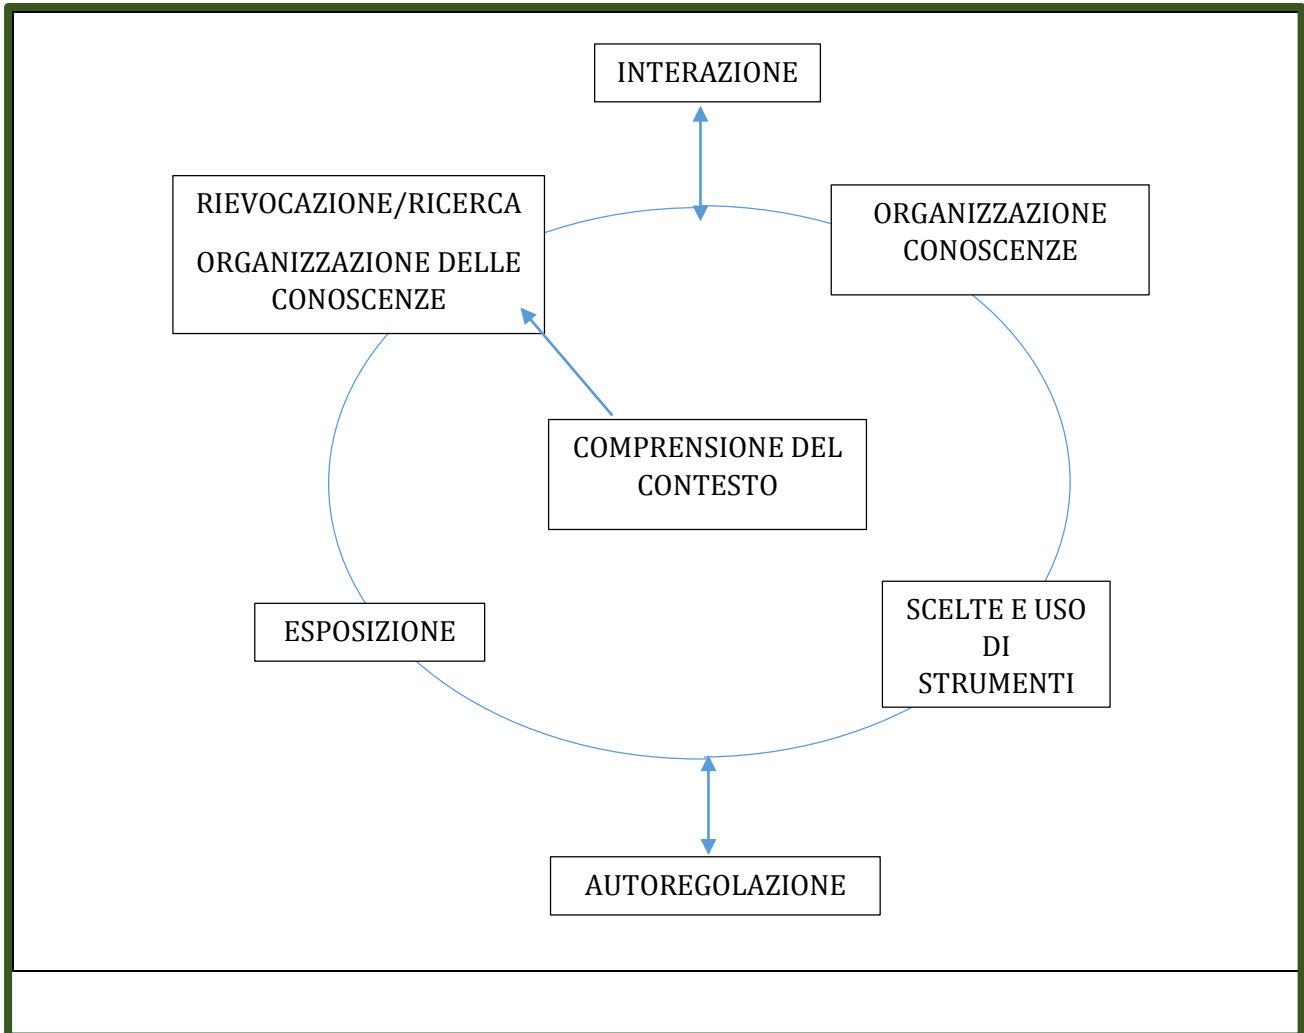 INTERAZIONE
RIEVOCAZIONE/RICERCA
ORGANIZZAZIONE DELLE
CONOSCENZE
ORGANIZZAZIONE
CONOSCENZE
COMPRENSIONE DEL
CONTESTO
ESPOSIZIONE
SCELTE E USO
DI
STRUMENTI
AUTOREGOLAZIONE